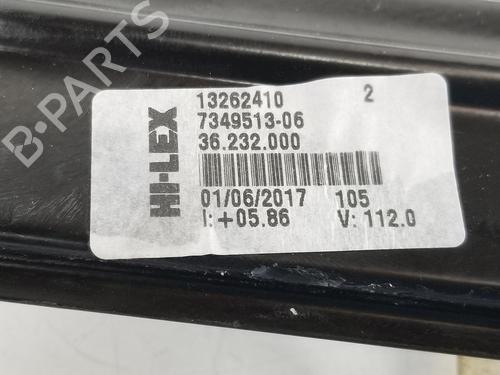 B-PARTS
HI-LEX
13262410 2
7349513-06
36.232.000
01/06/2017 105
I: +05.86 V: 112.0